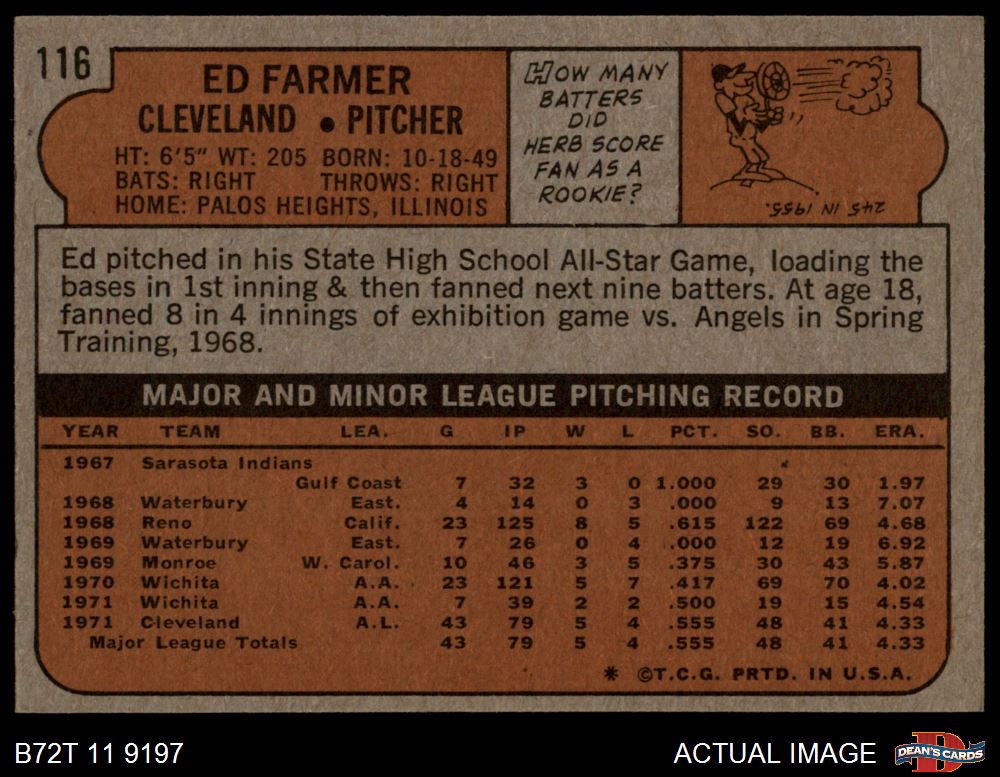 116
ED FARMER
CLEVELAND • PITCHER
HT: 6'5" WT: 205 BORN: 10-18-49
BATS: RIGHT THROWS: RIGHT
HOME: PALOS HEIGHTS, ILLINOIS
HOW MANY
BATTERS
DID
HERB SCORE
FAN AS A
ROOKIE?
245 IN 1955.
Ed pitched in his State High School All-Star Game, loading the
bases in 1st inning & then fanned next nine batters. At age 18,
fanned 8 in 4 innings of exhibition game vs. Angels in Spring
Training, 1968.
MAJOR AND MINOR LEAGUE PITCHING RECORD
YEAR TEAM LEA. G IP W L PCT. SO. BB. ERA.
1967 Sarasota Indians
Gulf Coast 7 32 3 0 1.000 29 30 1.97
1968 Waterbury East. 4 14 0 3 .000 9 13 7.07
1968 Reno Calif. 23 125 8 5 .615 122 69 4.68
1969 Waterbury East. 7 26 0 4 .000 12 19 6.92
1969 Monroe W. Carol. 10 46 3 5 .375 30 43 5.87
1970 Wichita A.A. 23 121 5 7 .417 69 70 4.02
1971 Wichita A.A. 7 39 2 2 .500 19 15 4.54
1971 Cleveland A.L. 43 79 5 4 .555 48 41 4.33
Major League Totals 43 79 5 4 .555 48 41 4.33
* ©T.C.G. PRTD. IN U.S.A.
B72T 11 9197
ACTUAL IMAGE
DEAN'S CARDS